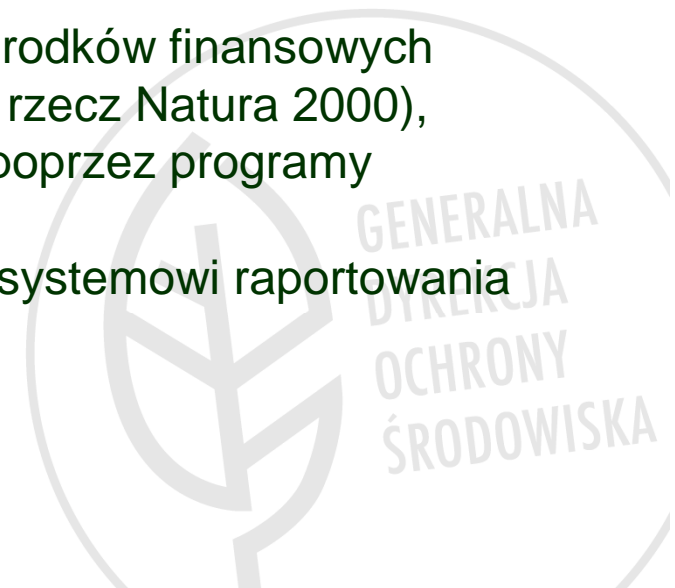 rodków finansowych
rzecz Natura 2000),
poprzez programy
systemowi raportowania
GENERALNA
DYREKCJA
OCHRONY
ŚRODOWISKA